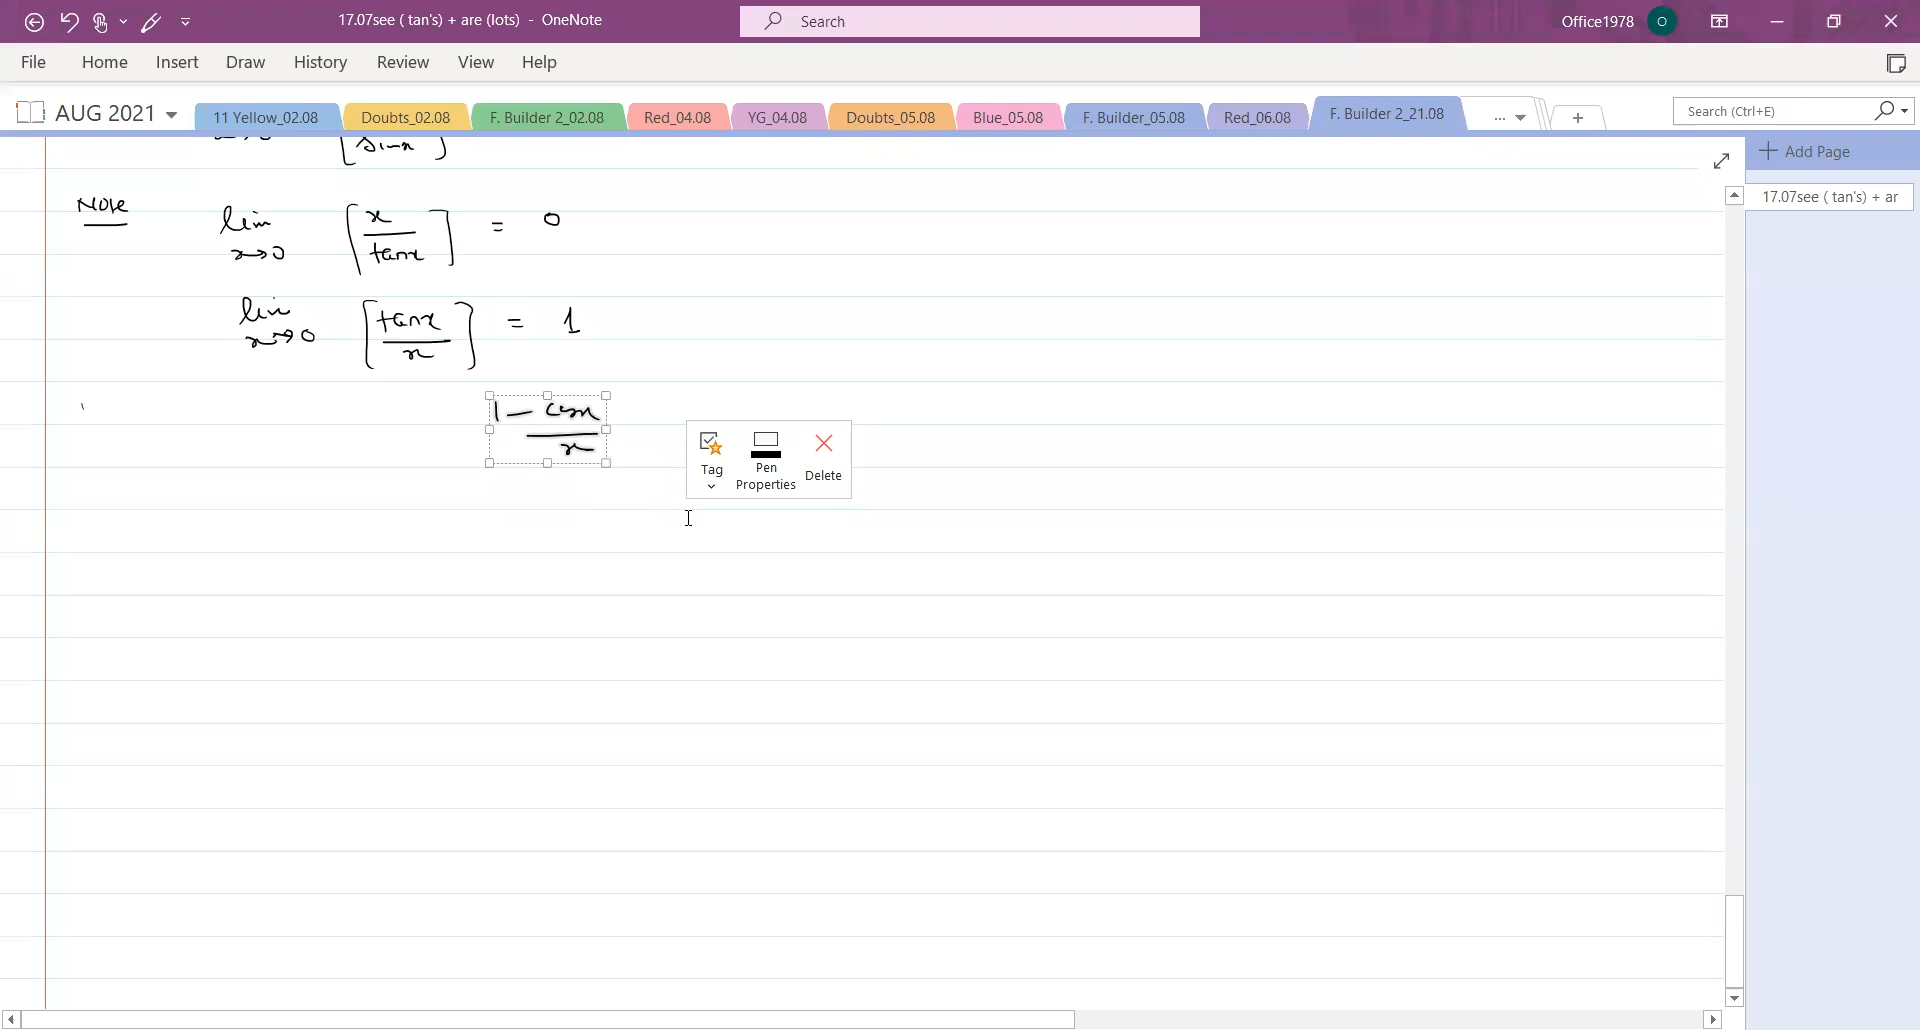 17.07see ( tan's) + are (lots) - OneNote
Search
Office1978
O
File Home Insert Draw History Review View Help
AUG 2021
11 Yellow_02.08
Doubts_02.08
F. Builder 2_02.08
Red_04.08
YG_04.08
Doubts_05.08
Blue_05.08
F. Builder_05.08
Red_06.08
F. Builder 2_21.08
...
+
Search (Ctrl+E)
Add Page
17.07see ( tan's) + ar
[sinx]
Note lim x→0 [x/tanx] = 0
lim x→0 [tanx/x] = 1
1 - cosx
x
Tag
Pen
Properties
Delete